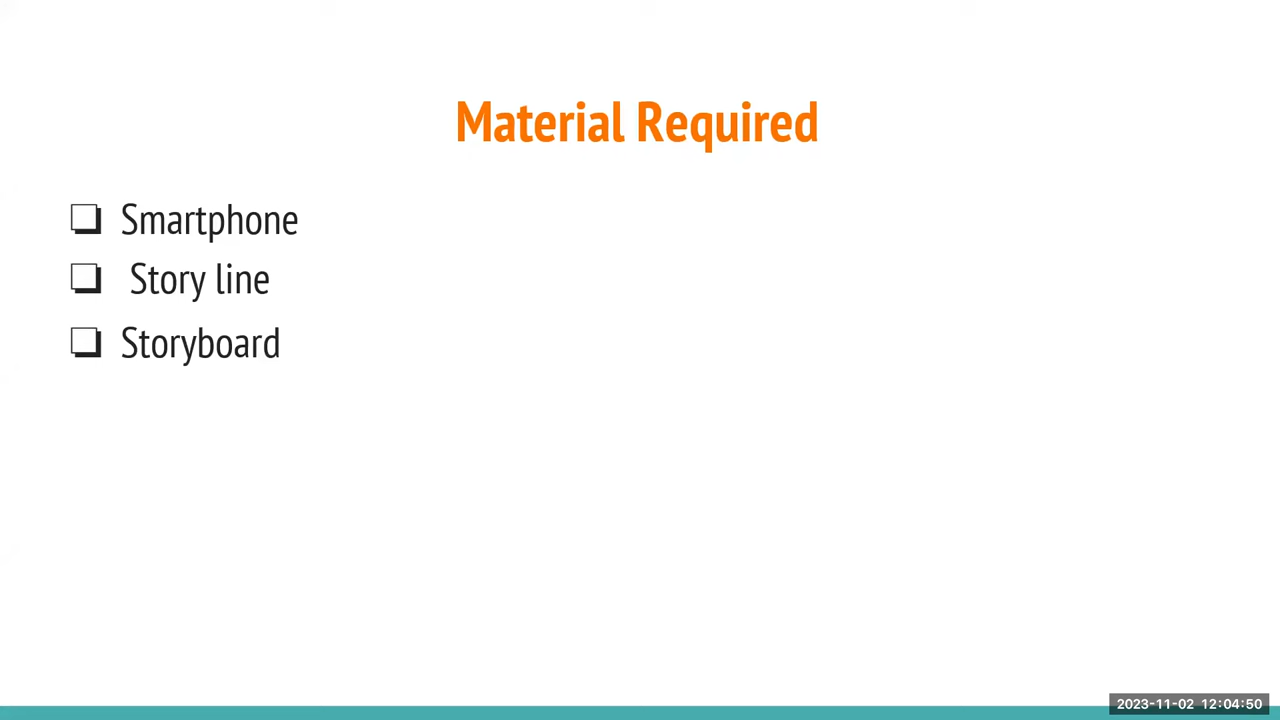 Material Required
❏ Smartphone
❏ Story line
❏ Storyboard
2023-11-02 12:04:50